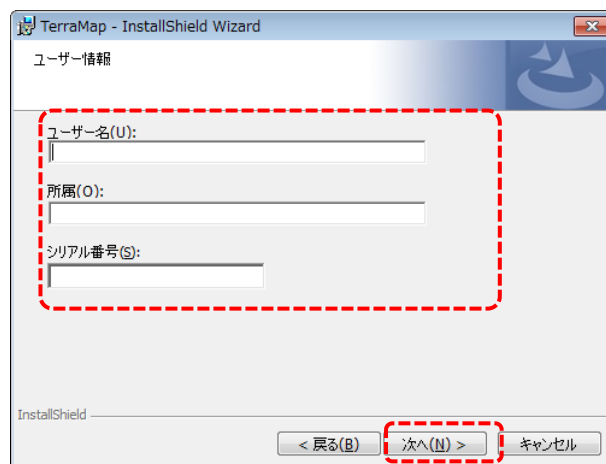 TerraMap - InstallShield Wizard
ユーザー情報
ユーザー名(U):
所属(O):
シリアル番号(S):
InstallShield
< 戻る(B) 次へ(N) > キャンセル